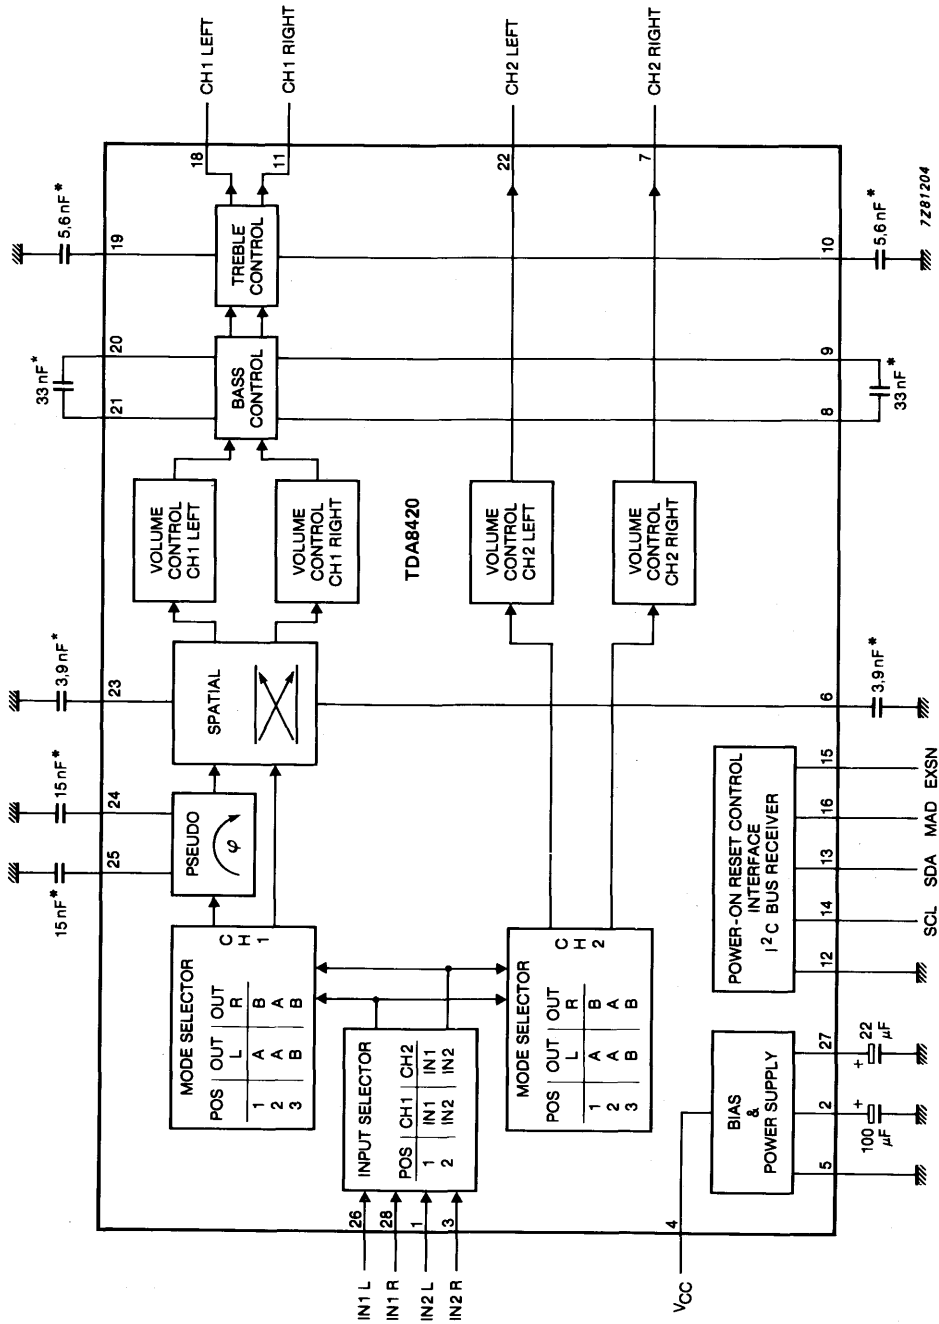 CH1 LEFT
CH1 RIGHT
CH2 LEFT
CH2 RIGHT
18
11
22
7
5,6 nF*
19
10
5,6 nF*
7Z81204
TREBLE
CONTROL
33 nF*
20
21
BASS
CONTROL
9
8
33 nF*
VOLUME
CONTROL
CH1 LEFT
VOLUME
CONTROL
CH1 RIGHT
TDA8420
VOLUME
CONTROL
CH2 LEFT
VOLUME
CONTROL
CH2 RIGHT
3,9 nF*
23
SPATIAL
6
3,9 nF*
15 nF*
24
15 nF*
25
PSEUDO
φ
MODE SELECTOR
POS OUT OUT
L R
1 A B
2 A A
3 B B
CH1
INPUT SELECTOR
POS CH1 CH2
1 IN1 IN1
2 IN2 IN2
MODE SELECTOR
POS OUT OUT
L R
1 A B
2 A A
3 B B
CH2
POWER-ON RESET CONTROL
INTERFACE
I²C BUS RECEIVER
12
14
13
16
15
SCL
SDA
MAD
EXSN
BIAS
&
POWER SUPPLY
5
2
27
100
µF
+
22
µF
+
26
28
1
3
4
IN1 L
IN1 R
IN2 L
IN2 R
VCC